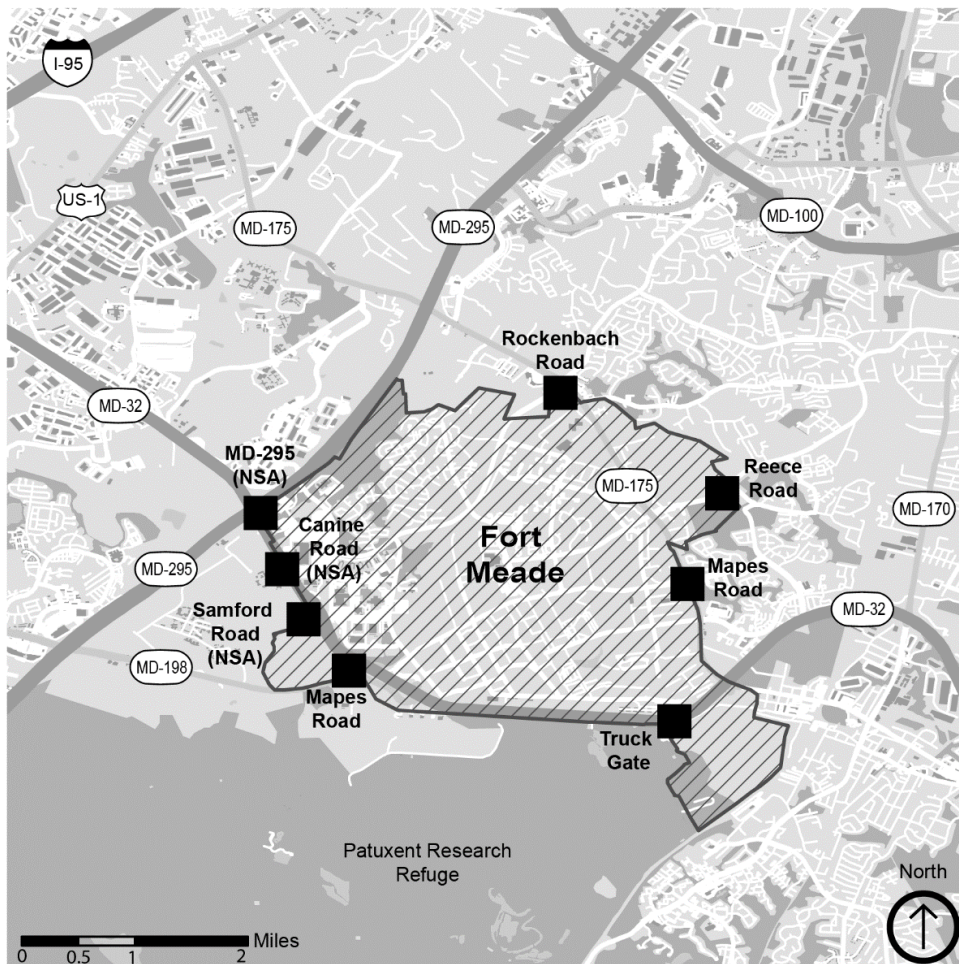 I-95
US-1
MD-175
MD-295
MD-100
Rockenbach
Road
MD-32
MD-295
(NSA)
MD-175
Reece
Road
MD-170
Canine
Road
(NSA)
Fort
Meade
MD-295
Mapes
Road
Samford
Road
(NSA)
MD-32
MD-198
Mapes
Road
Truck
Gate
Patuxent Research
Refuge
North
Miles
0 0.5 1 2